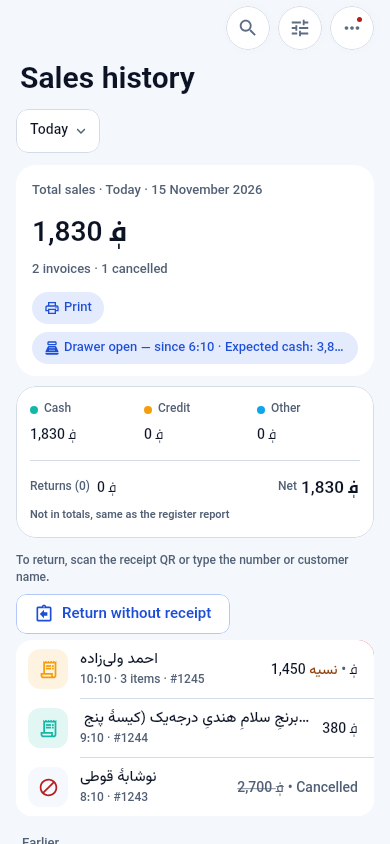 Sales history
Today
Total sales · Today · 15 November 2026
1,830 ؋
2 invoices · 1 cancelled
Print
Drawer open — since 6:10 · Expected cash: 3,8…
Cash
Credit
Other
1,830 ؋
0 ؋
0 ؋
Returns (0) 0 ؋
Net 1,830 ؋
Not in totals, same as the register report
To return, scan the receipt QR or type the number or customer
name.
Return without receipt
احمد ولی‌زاده
1,450 نسیه • ؋
10:10 · 3 items · #1245
برنجِ سلامِ هندیِ درجه‌یک (کیسهٔ پنج…
380 ؋
9:10 · #1244
نوشابهٔ قوطی
2,700 ؋ • Cancelled
8:10 · #1243
Earlier